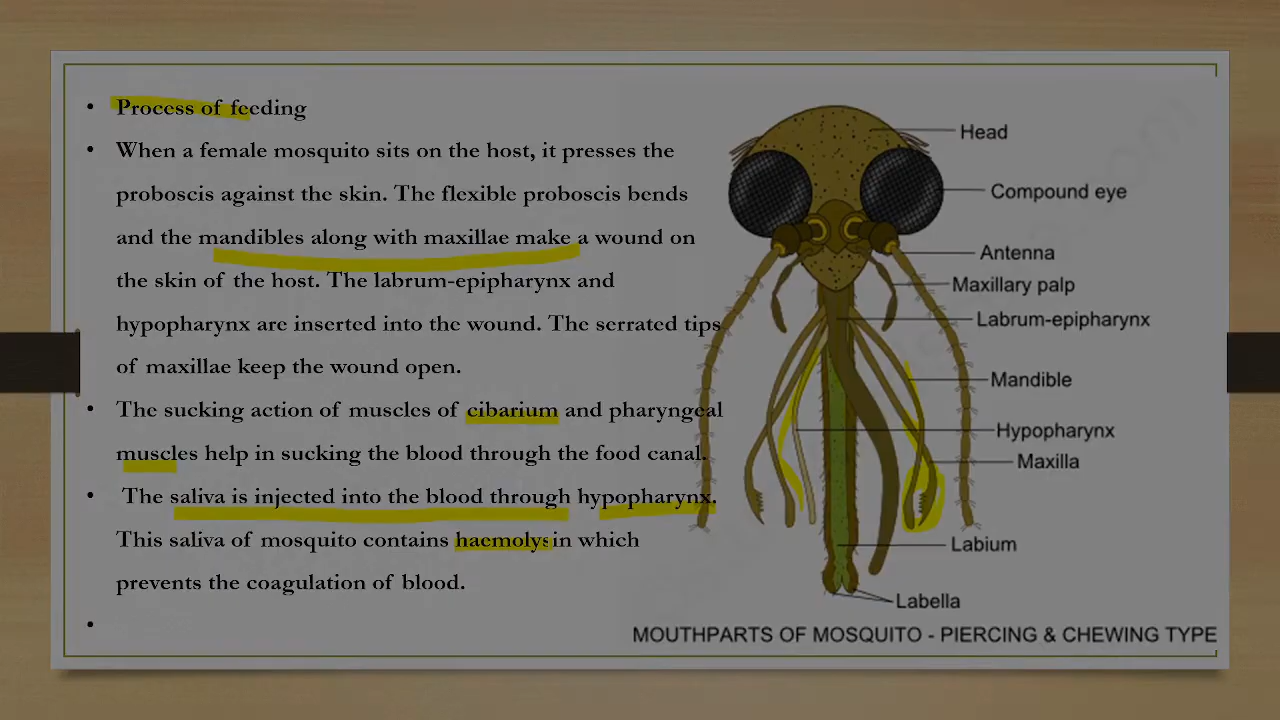 • Process of feeding
• When a female mosquito sits on the host, it presses the
proboscis against the skin. The flexible proboscis bends
and the mandibles along with maxillae make a wound on
the skin of the host. The labrum-epipharynx and
hypopharynx are inserted into the wound. The serrated tips
of maxillae keep the wound open.
• The sucking action of muscles of cibarium and pharyngeal
muscles help in sucking the blood through the food canal.
• The saliva is injected into the blood through hypopharynx.
This saliva of mosquito contains haemolysin which
prevents the coagulation of blood.
•
Head
Compound eye
Antenna
Maxillary palp
Labrum-epipharynx
Mandible
Hypopharynx
Maxilla
Labium
Labella
MOUTHPARTS OF MOSQUITO - PIERCING & CHEWING TYPE